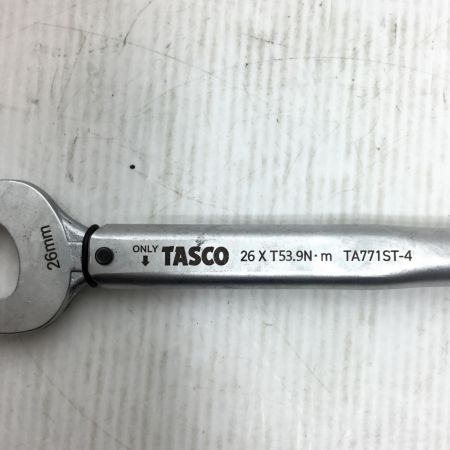 26mm
ONLY ↓ TASCO 26 X T53.9N·m TA771ST-4